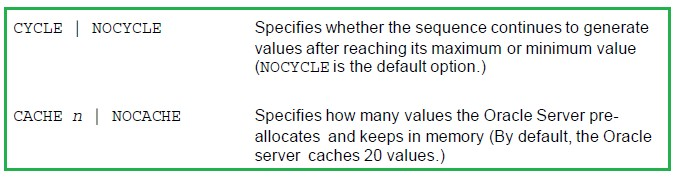 CYCLE | NOCYCLE Specifies whether the sequence continues to generate
values after reaching its maximum or minimum value
(NOCYCLE is the default option.)
CACHE n | NOCACHE Specifies how many values the Oracle Server pre-
allocates and keeps in memory (By default, the Oracle
server caches 20 values.)